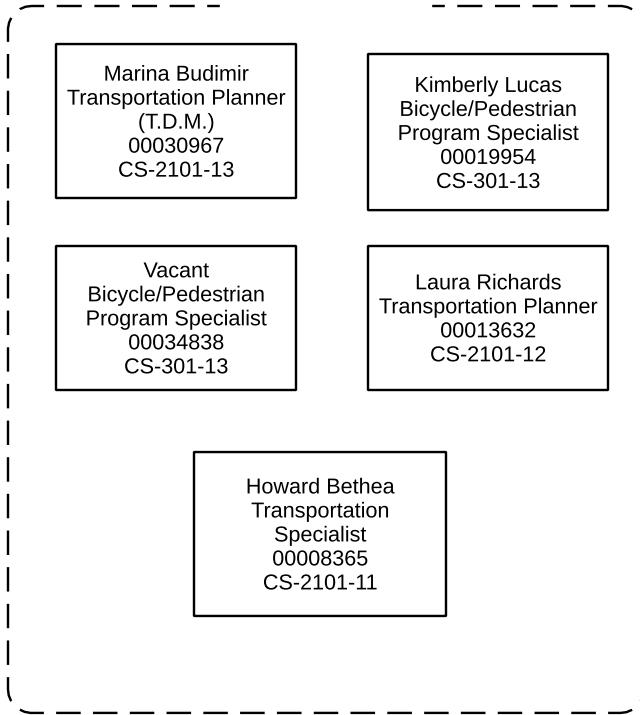 Marina Budimir
Transportation Planner
(T.D.M.)
00030967
CS-2101-13
Kimberly Lucas
Bicycle/Pedestrian
Program Specialist
00019954
CS-301-13
Vacant
Bicycle/Pedestrian
Program Specialist
00034838
CS-301-13
Laura Richards
Transportation Planner
00013632
CS-2101-12
Howard Bethea
Transportation
Specialist
00008365
CS-2101-11